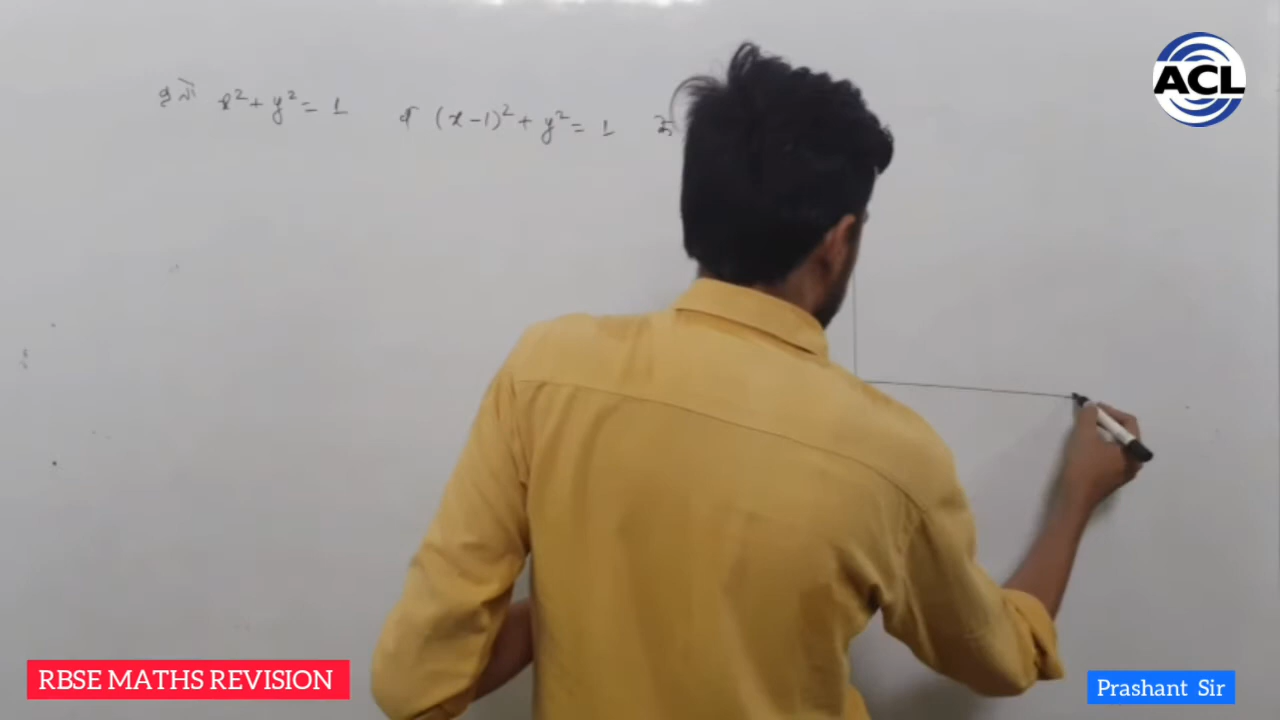 वृत्तों x² + y² = 1 व (x-1)² + y² = 1 के
ACL
RBSE MATHS REVISION
Prashant Sir